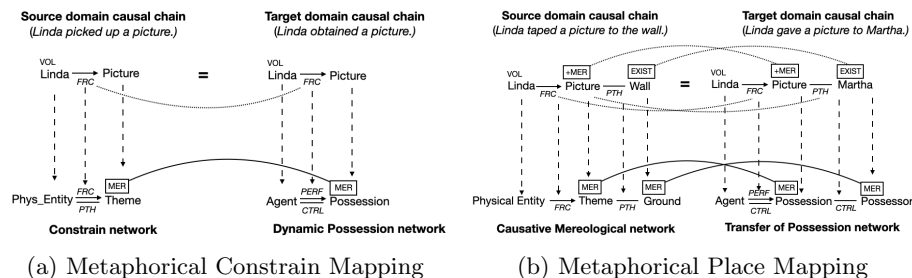 Source domain causal chain
(Linda picked up a picture.)
Target domain causal chain
(Linda obtained a picture.)
VOL
Linda
FRC
Picture
=
VOL
Linda
FRC
Picture
Phys_Entity
FRC
PTH
MER
Theme
Agent
PERF
CTRL
MER
Possession
Constrain network
Dynamic Possession network
(a) Metaphorical Constrain Mapping
Source domain causal chain
(Linda taped a picture to the wall.)
Target domain causal chain
(Linda gave a picture to Martha.)
VOL
Linda
FRC
+MER
Picture
PTH
EXIST
Wall
=
VOL
Linda
FRC
+MER
Picture
PTH
EXIST
Martha
Physical Entity
FRC
MER
Theme
PTH
MER
Ground
Agent
PERF
CTRL
MER
Possession
CTRL
MER
Possessor
Causative Mereological network
Transfer of Possession network
(b) Metaphorical Place Mapping